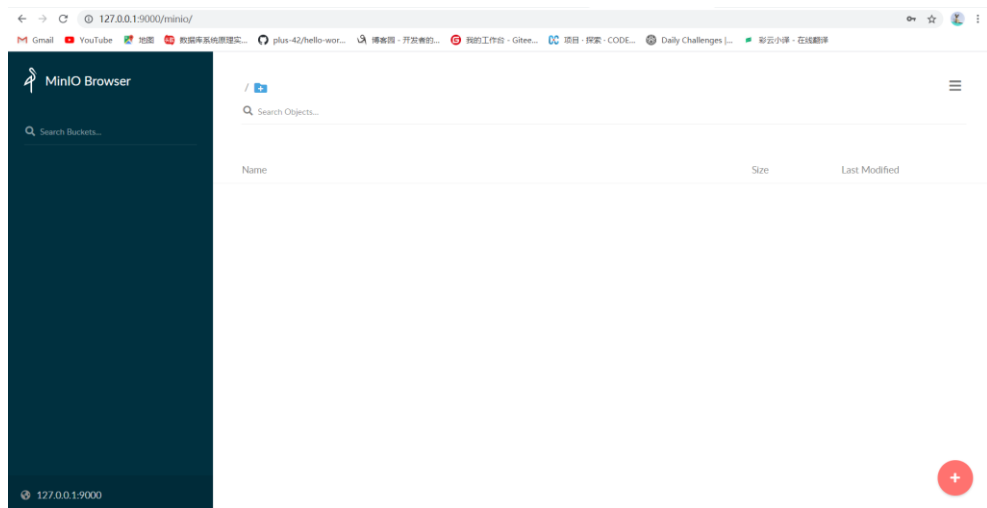 127.0.0.1:9000/minio/
Gmail YouTube 地图 数据库系统原理实... plus-42/hello-wor... 博客园 - 开发者的... 我的工作台 - Gitee... 项目 - 探索 - CODE... Daily Challenges |... 彩云小译 - 在线翻译
MinIO Browser
/
Search Objects...
Search Buckets...
Name Size Last Modified
127.0.0.1:9000